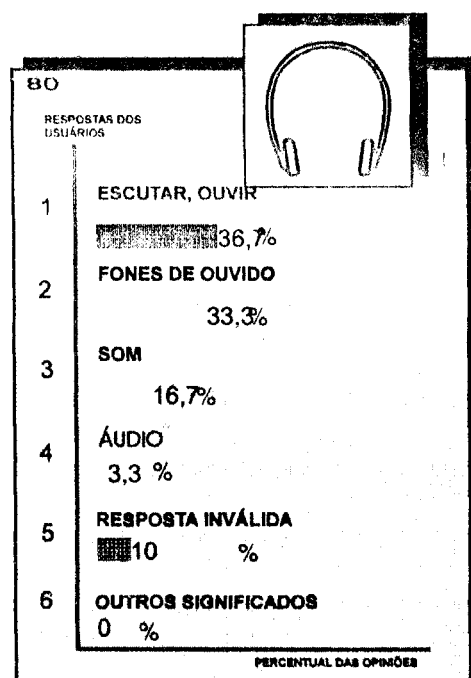 80
RESPOSTAS DOS
USUÁRIOS
1 ESCUTAR, OUVIR
36,7%
2 FONES DE OUVIDO
33,3%
3 SOM
16,7%
4 ÁUDIO
3,3 %
5 RESPOSTA INVÁLIDA
10 %
6 OUTROS SIGNIFICADOS
0 %
PERCENTUAL DAS OPINIÕES